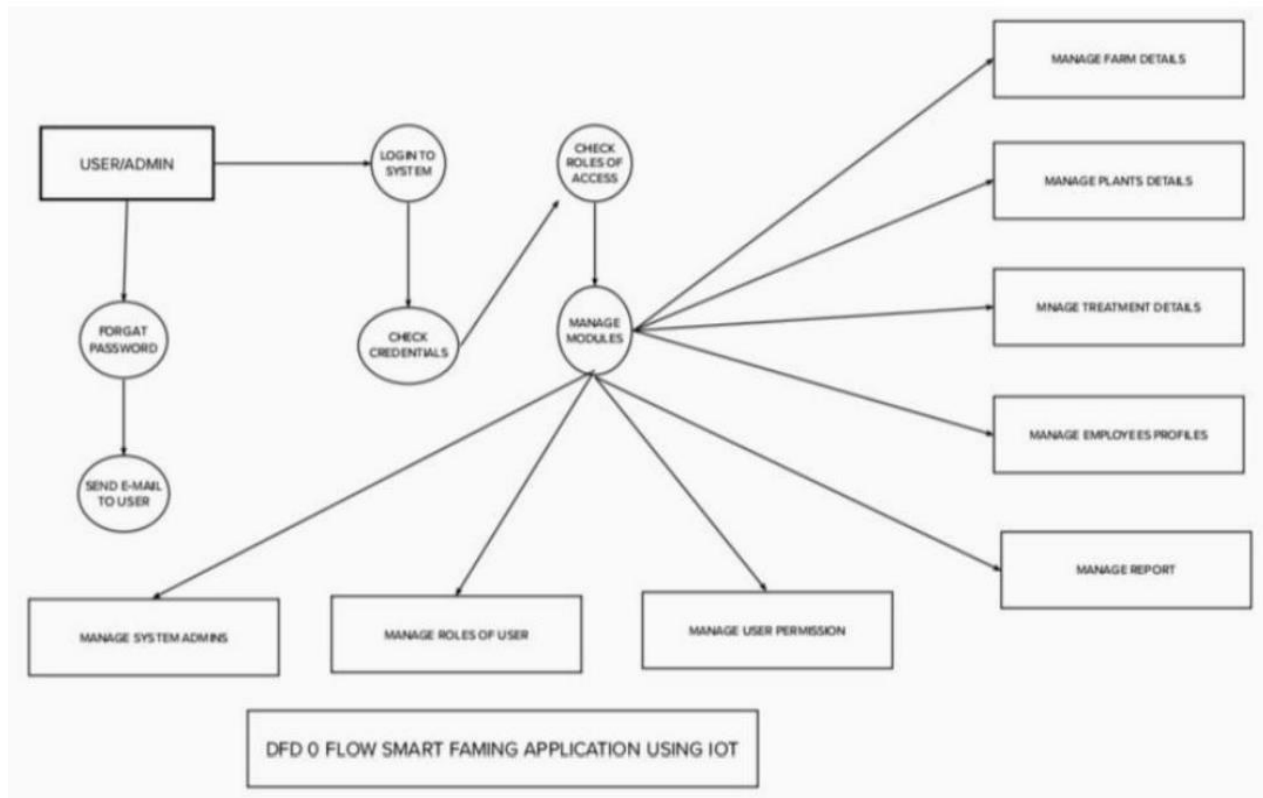 MANAGE FARM DETAILS
USER/ADMIN
LOGIN TO
SYSTEM
CHECK
ROLES OF
ACCESS
MANAGE PLANTS DETAILS
FORGAT
PASSWORD
CHECK
CREDENTIALS
MANAGE
MODULES
MNAGE TREATMENT DETAILS
MANAGE EMPLOYEES PROFILES
SEND E-MAIL
TO USER
MANAGE REPORT
MANAGE SYSTEM ADMINS
MANAGE ROLES OF USER
MANAGE USER PERMISSION
DFD 0 FLOW SMART FAMING APPLICATION USING IOT